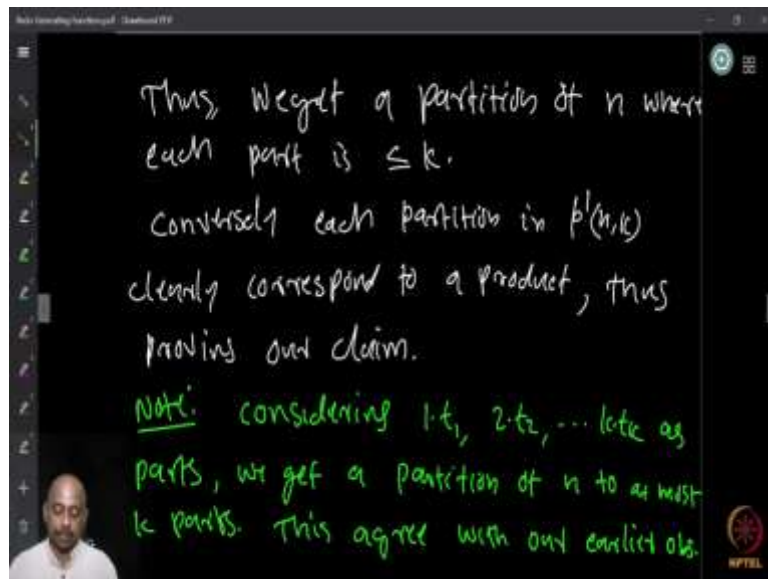 Thus, We get a partition of n where
each part is ≤ k.
Conversely each partition in p'(n,k)
clearly correspond to a product, thus
proving our claim.
Note: considering 1·t₁, 2·t₂, ... k·tₖ as
parts, we get a partition of n to at most
k parts. This agree with our earlier obs.
NPTEL